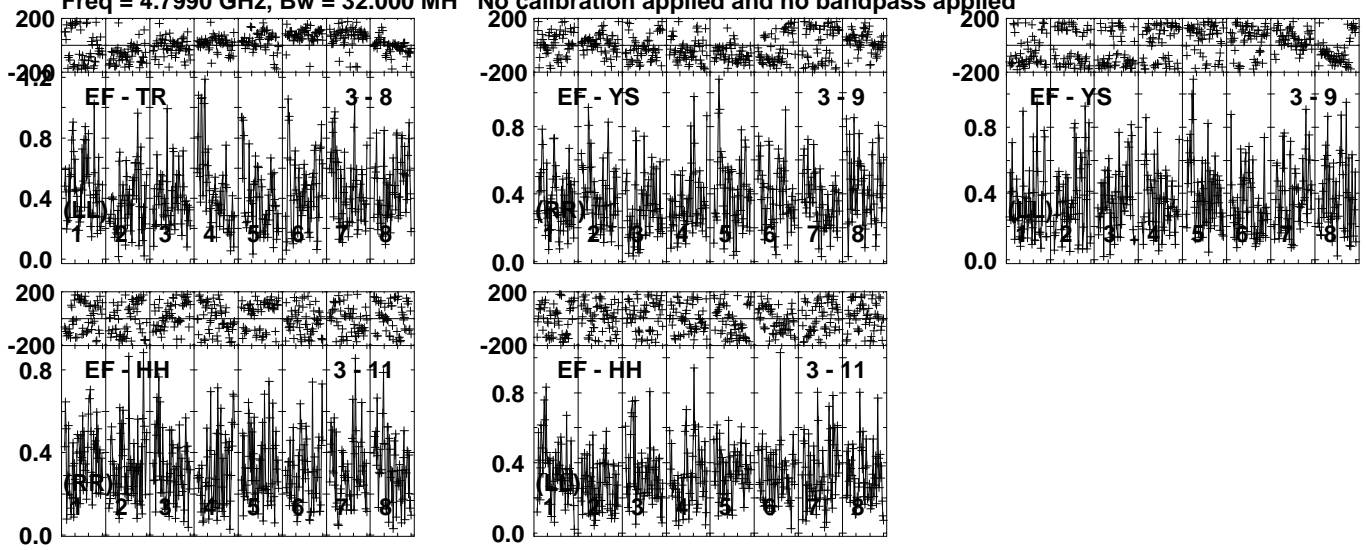 Freq = 4.7990 GHz, Bw = 32.000 MH No calibration applied and no bandpass applied
200
-200
1.2
0.8
0.4
0.0
EF - TR 3 - 8
(LL)
1 2 3 4 5 6 7 8
200
-200
0.8
0.4
0.0
EF - YS 3 - 9
(RR)
1 2 3 4 5 6 7 8
200
-200
0.8
0.4
0.0
EF - YS 3 - 9
(LL)
1 2 3 4 5 6 7 8
200
-200
0.8
0.4
0.0
EF - HH 3 - 11
(RR)
1 2 3 4 5 6 7 8
200
-200
0.8
0.4
0.0
EF - HH 3 - 11
(LL)
1 2 3 4 5 6 7 8